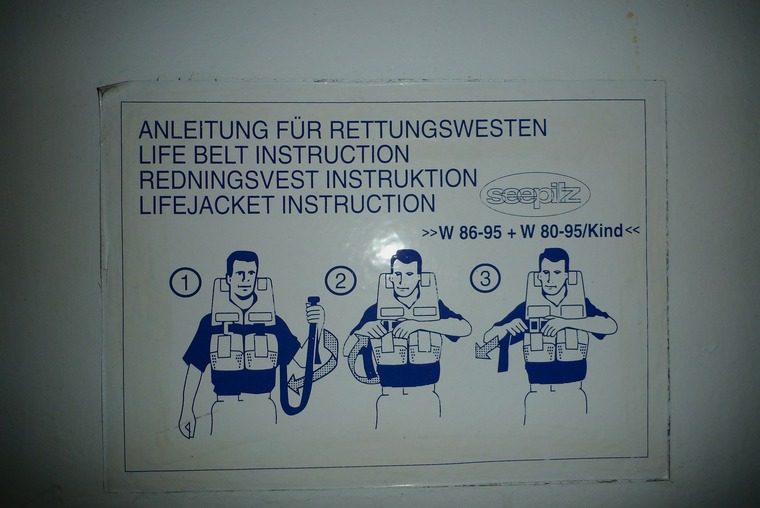 ANLEITUNG FÜR RETTUNGSWESTEN
LIFE BELT INSTRUCTION
REDNINGSVEST INSTRUKTION
LIFEJACKET INSTRUCTION
seepilz
>>W 86-95 + W 80-95/Kind<<
1 2 3